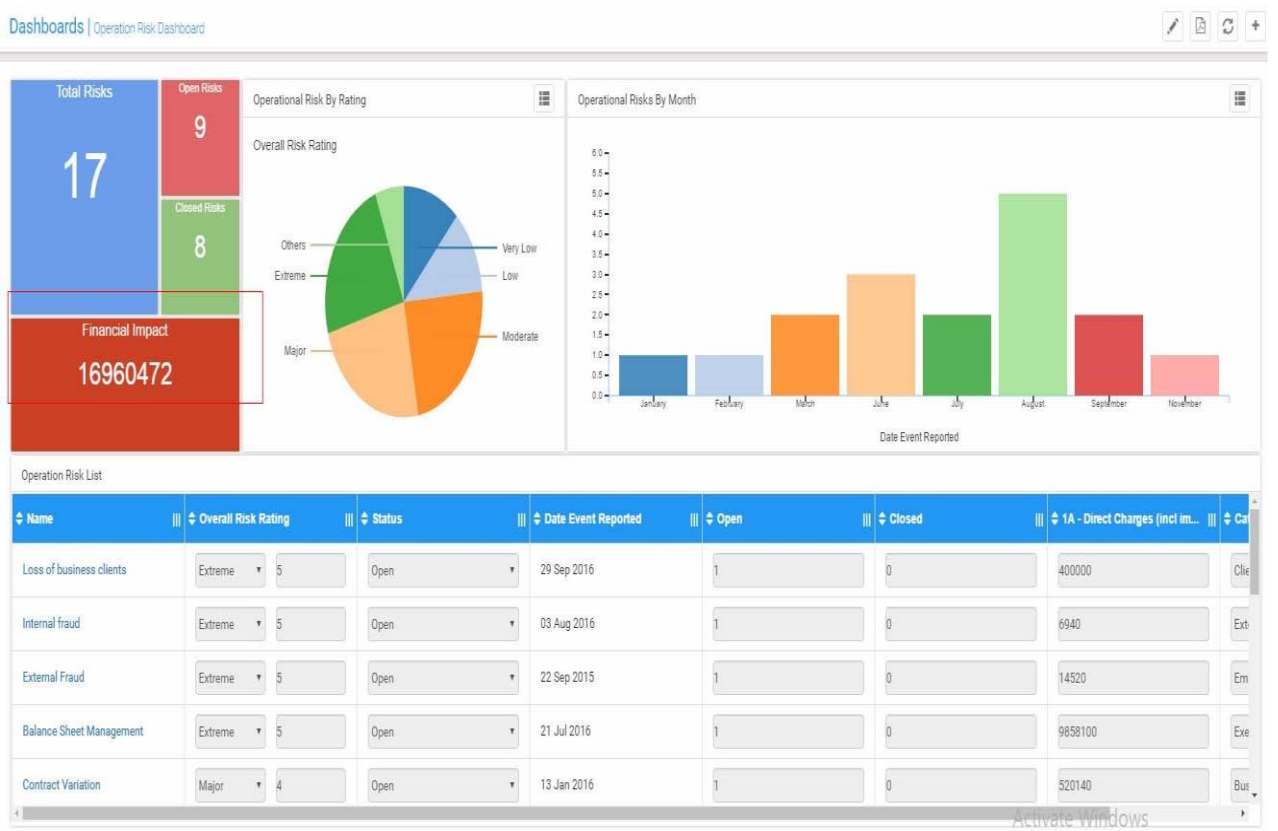 Dashboards | Operation Risk Dashboard
Total Risks
17
Open Risks
9
Closed Risks
8
Financial Impact
16960472
Operational Risk By Rating
Overall Risk Rating
Others
Extreme
Major
Very Low
Low
Moderate
Operational Risks By Month
6.0
5.5
5.0
4.5
4.0
3.5
3.0
2.5
2.0
1.5
1.0
0.5
0.0
January February March June July August September November
Date Event Reported
Operation Risk List
Name Overall Risk Rating Status Date Event Reported Open Closed 1A - Direct Charges (incl im... Cat
Loss of business clients Extreme 5 Open 29 Sep 2016 1 0 400000 Clie
Internal fraud Extreme 5 Open 03 Aug 2016 1 0 6940 Ext
External Fraud Extreme 5 Open 22 Sep 2015 1 0 14520 Em
Balance Sheet Management Extreme 5 Open 21 Jul 2016 1 0 9858100 Exe
Contract Variation Major 4 Open 13 Jan 2016 1 0 520140 Bus
Activate Windows